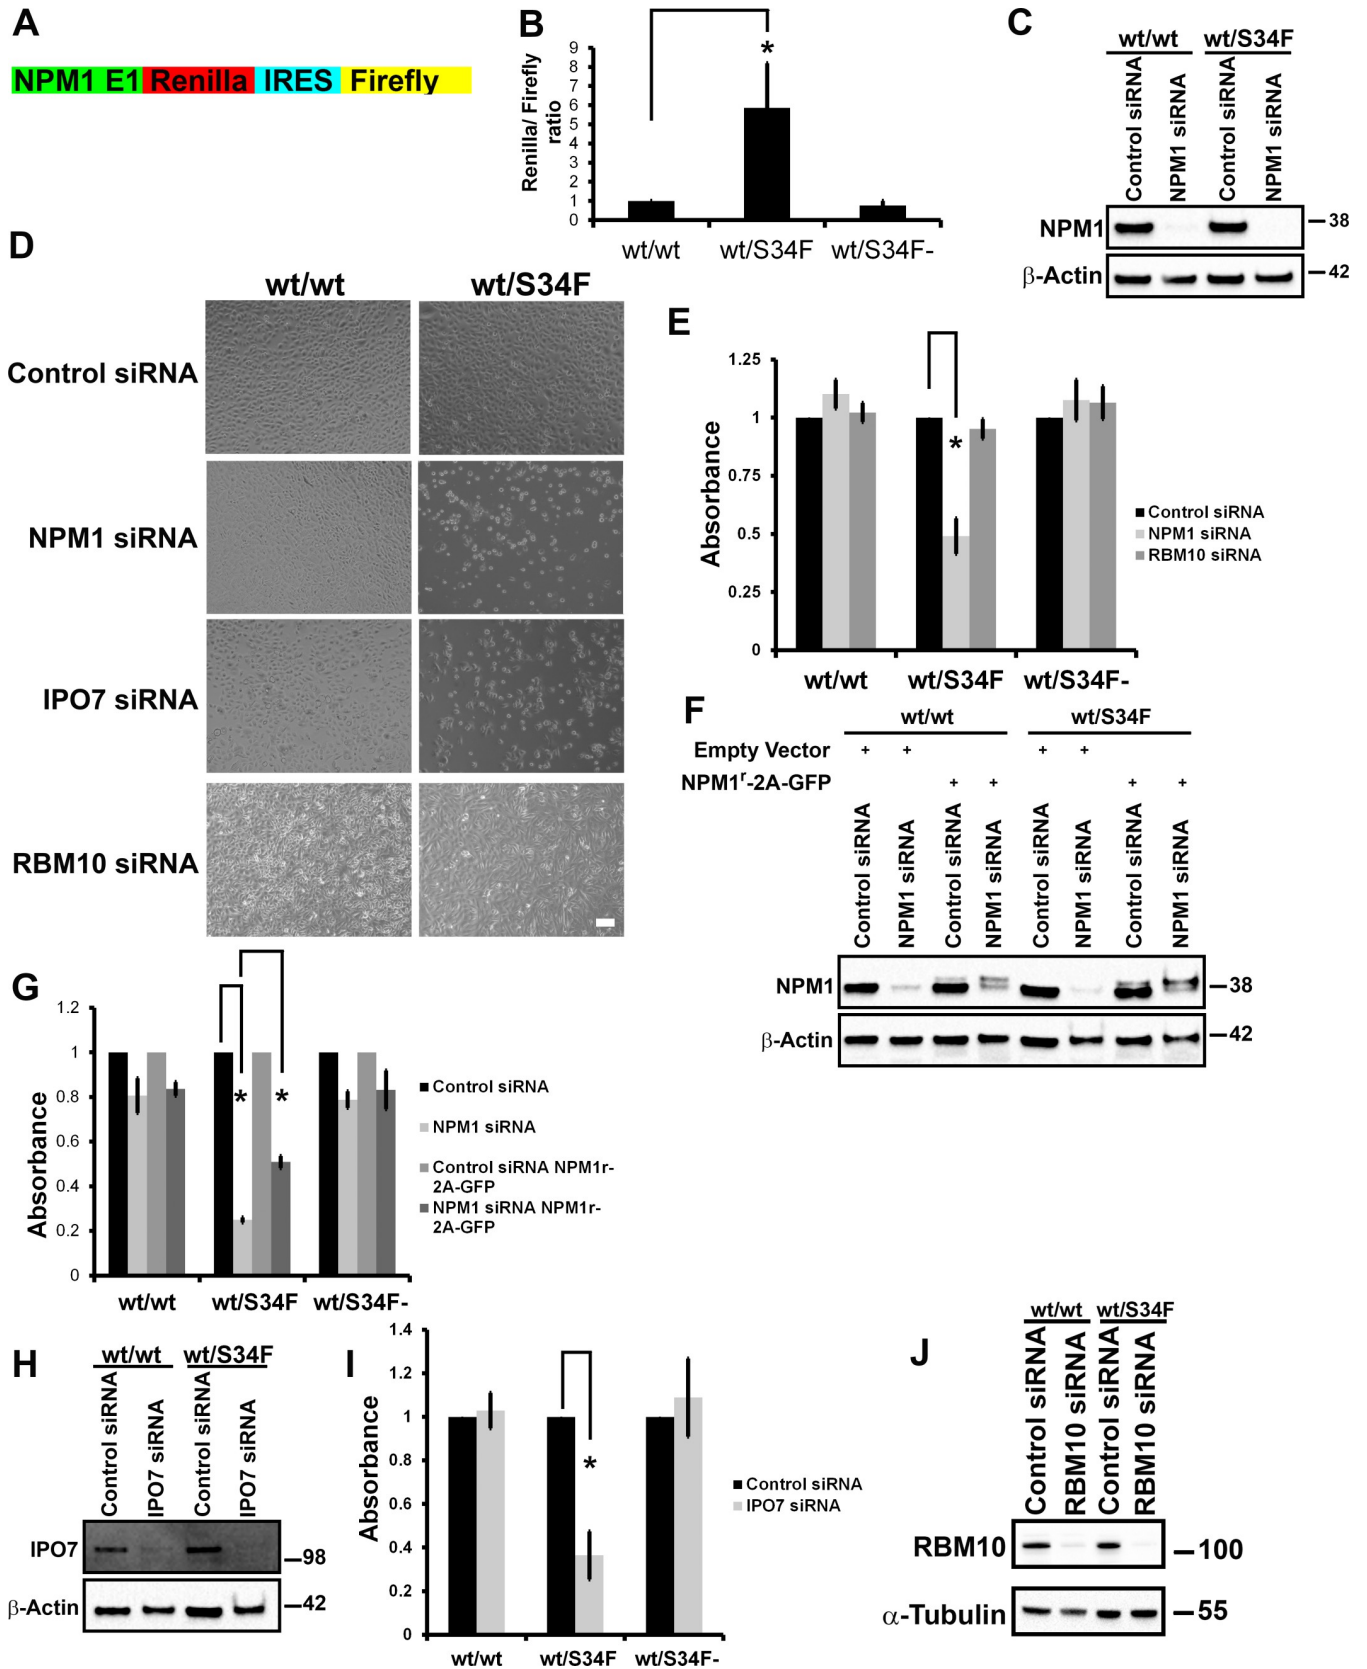 A
NPM1 E1 Renilla IRES Firefly
B
Renilla/ Firefly
ratio
9
8
7
6
5
4
3
2
1
0
*
wt/wt wt/S34F wt/S34F-
C
wt/wt wt/S34F
Control siRNA
NPM1 siRNA
Control siRNA
NPM1 siRNA
NPM1 38
β-Actin 42
D
wt/wt wt/S34F
Control siRNA
NPM1 siRNA
IPO7 siRNA
RBM10 siRNA
E
Absorbance
1.25
1
0.75
0.5
0.25
0
*
Control siRNA
NPM1 siRNA
RBM10 siRNA
wt/wt wt/S34F wt/S34F-
F
wt/wt wt/S34F
Empty Vector + + + +
NPM1r-2A-GFP + + + +
Control siRNA
NPM1 siRNA
Control siRNA
NPM1 siRNA
Control siRNA
NPM1 siRNA
Control siRNA
NPM1 siRNA
NPM1 38
β-Actin 42
G
Absorbance
1.2
1
0.8
0.6
0.4
0.2
0
* *
Control siRNA
NPM1 siRNA
Control siRNA NPM1r-
2A-GFP
NPM1 siRNA NPM1r-
2A-GFP
wt/wt wt/S34F wt/S34F-
H
wt/wt wt/S34F
Control siRNA
IPO7 siRNA
Control siRNA
IPO7 siRNA
IPO7 98
β-Actin 42
I
Absorbance
1.4
1.2
1
0.8
0.6
0.4
0.2
0
*
Control siRNA
IPO7 siRNA
wt/wt wt/S34F wt/S34F-
J
wt/wt wt/S34F
Control siRNA
RBM10 siRNA
Control siRNA
RBM10 siRNA
RBM10 100
α-Tubulin 55